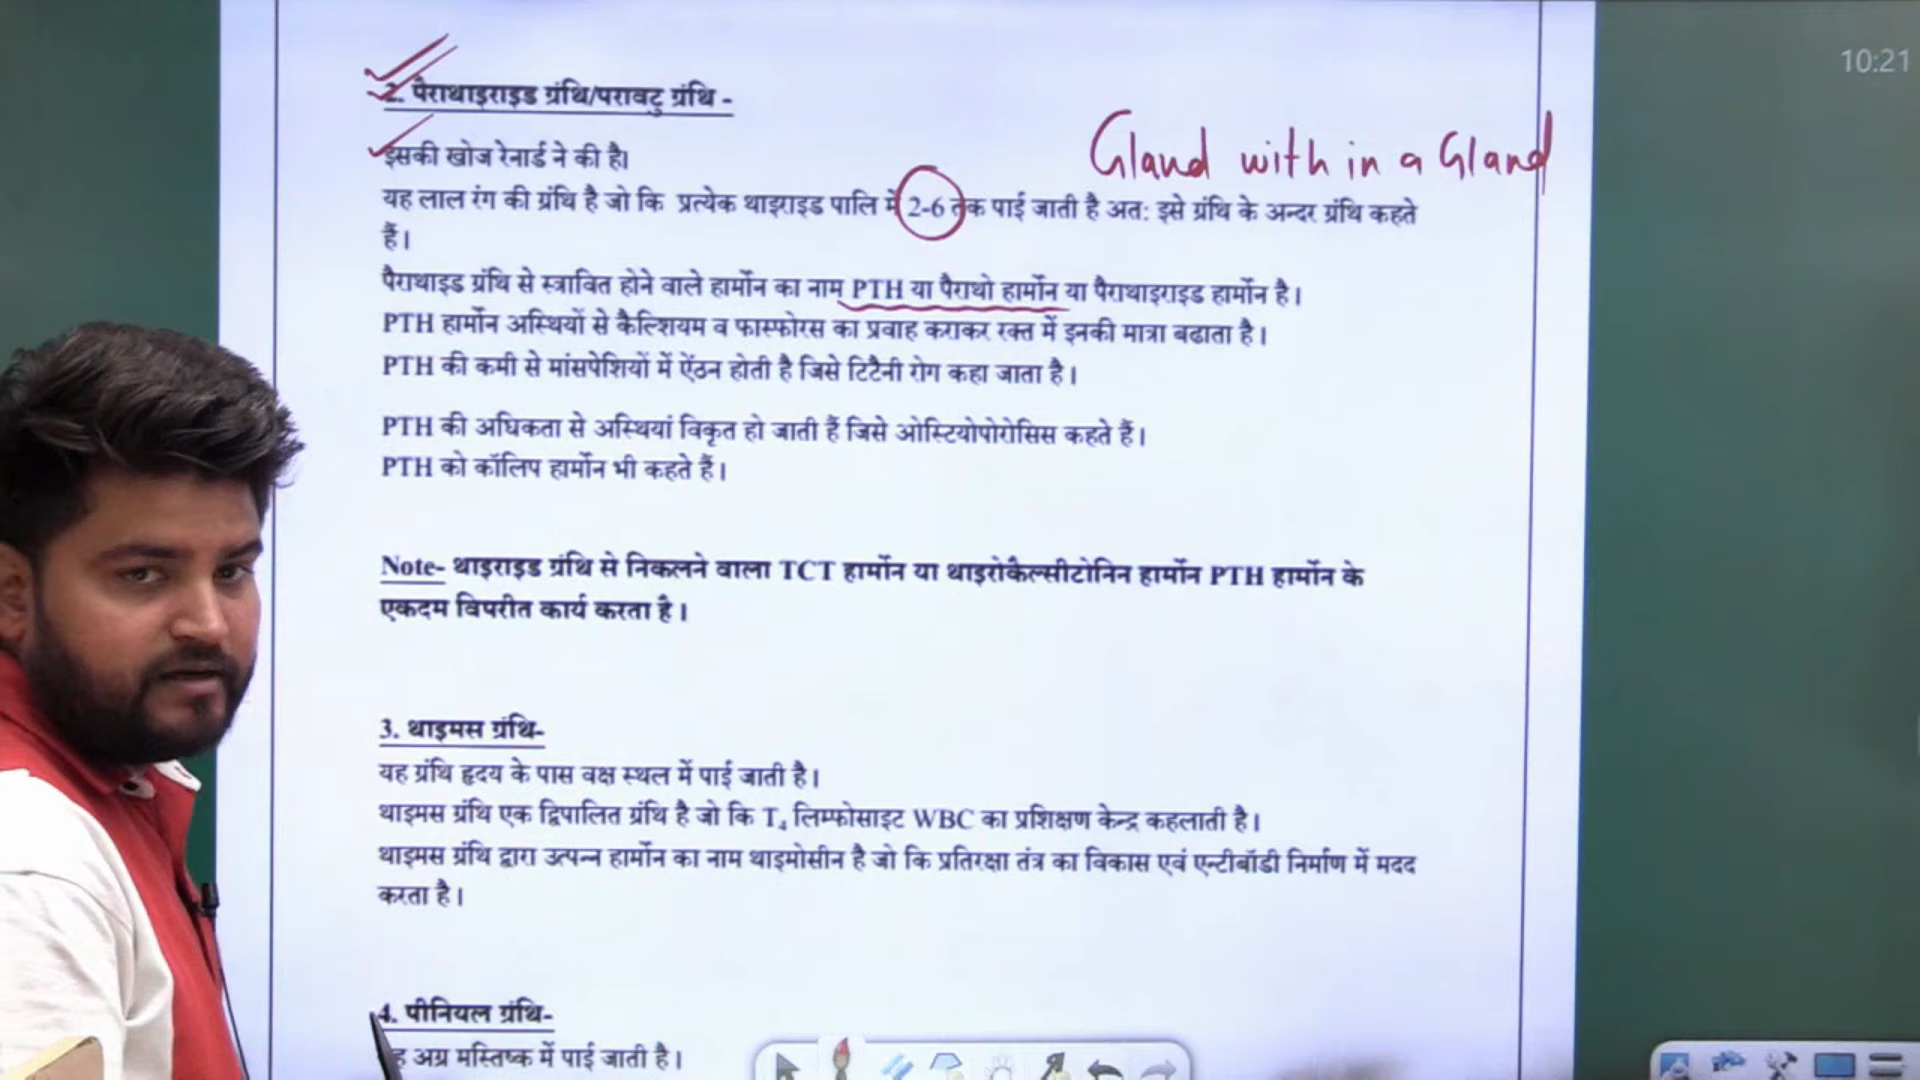 10:21
2. पैराथाइराइड ग्रंथि/परावटु ग्रंथि -
Gland with in a Gland
इसकी खोज रेनार्ड ने की है।
यह लाल रंग की ग्रंथि है जो कि प्रत्येक थाइराइड पालि में 2-6 तक पाई जाती है अत: इसे ग्रंथि के अन्दर ग्रंथि कहते
हैं।
पैराथाइड ग्रंथि से स्त्रावित होने वाले हार्मोन का नाम PTH या पैराथो हार्मोन या पैराथाइराइड हार्मोन है।
PTH हार्मोन अस्थियों से कैल्शियम व फास्फोरस का प्रवाह कराकर रक्त में इनकी मात्रा बढाता है।
PTH की कमी से मांसपेशियों में ऐंठन होती है जिसे टिटैनी रोग कहा जाता है।
PTH की अधिकता से अस्थियां विकृत हो जाती हैं जिसे ओस्टियोपोरोसिस कहते हैं।
PTH को कॉलिप हार्मोन भी कहते हैं।
Note- थाइराइड ग्रंथि से निकलने वाला TCT हार्मोन या थाइरोकैल्सीटोनिन हार्मोन PTH हार्मोन के
एकदम विपरीत कार्य करता है।
3. थाइमस ग्रंथि-
यह ग्रंथि हृदय के पास वक्ष स्थल में पाई जाती है।
थाइमस ग्रंथि एक द्विपालित ग्रंथि है जो कि T₄ लिम्फोसाइट WBC का प्रशिक्षण केन्द्र कहलाती है।
थाइमस ग्रंथि द्वारा उत्पन्न हार्मोन का नाम थाइमोसीन है जो कि प्रतिरक्षा तंत्र का विकास एवं एन्टीबॉडी निर्माण में मदद
करता है।
4. पीनियल ग्रंथि-
अग्र मस्तिष्क में पाई जाती है।